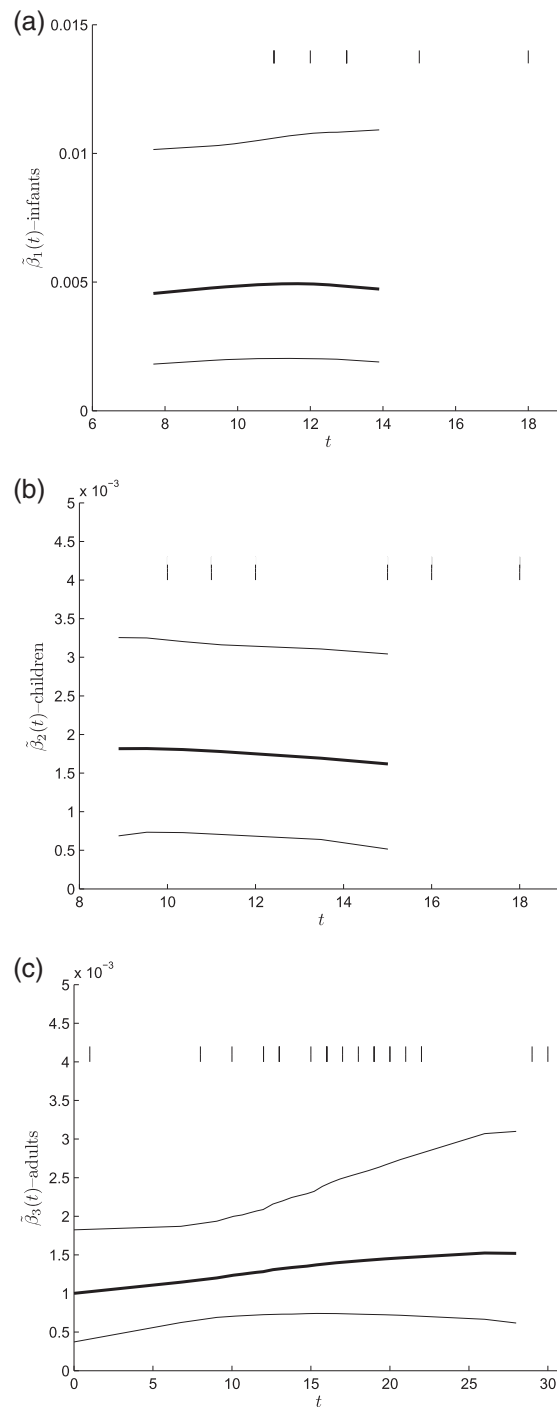 (a)
0.015
0.01
0.005
0
6 8 10 12 14 16 18
t
β̃₁(t)–infants
(b)
x 10⁻³
5
4.5
4
3.5
3
2.5
2
1.5
1
0.5
0
8 10 12 14 16 18
t
β̃₂(t)–children
(c)
x 10⁻³
5
4.5
4
3.5
3
2.5
2
1.5
1
0.5
0
0 5 10 15 20 25 30
t
β̃₃(t)–adults